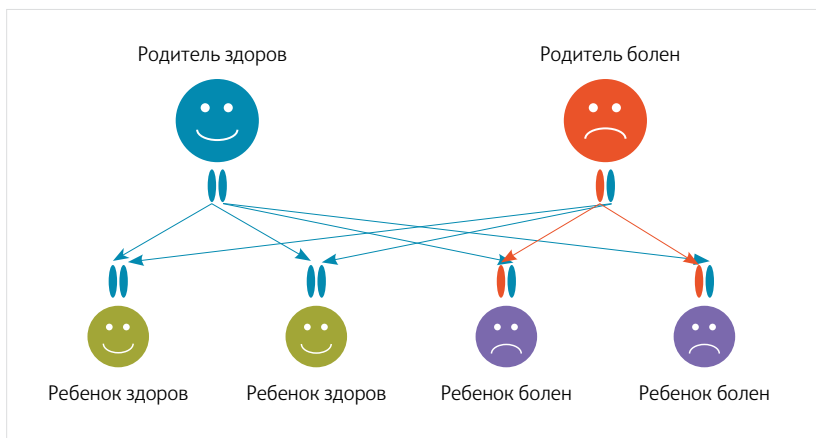 Родитель здоров
Родитель болен
Ребенок здоров
Ребенок здоров
Ребенок болен
Ребенок болен